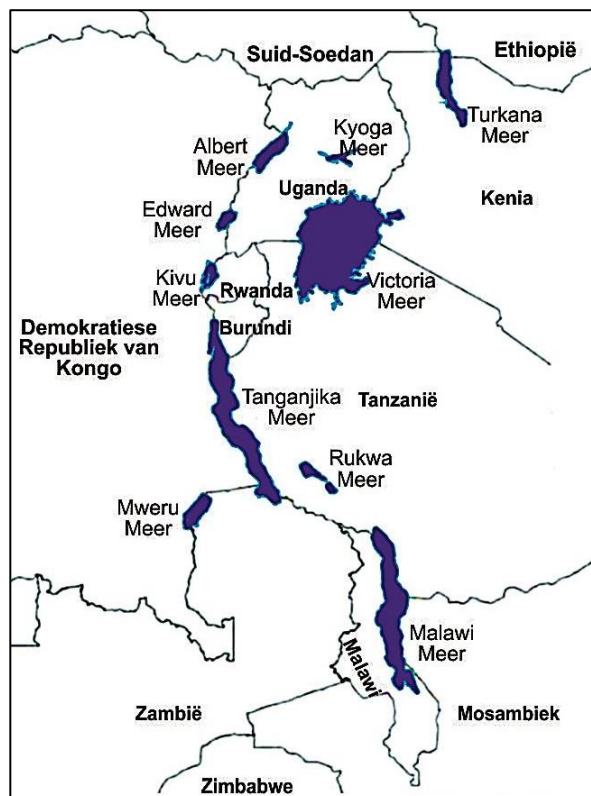 Suid-Soedan
Ethiopië
Turkana
Meer
Kyoga
Meer
Albert
Meer
Uganda
Kenia
Edward
Meer
Kivu
Meer
Rwanda
Victoria
Meer
Burundi
Demokratiese
Republiek van
Kongo
Tanganjika
Meer
Tanzanië
Rukwa
Meer
Mweru
Meer
Malawi
Meer
Malawi
Zambië
Mosambiek
Zimbabwe